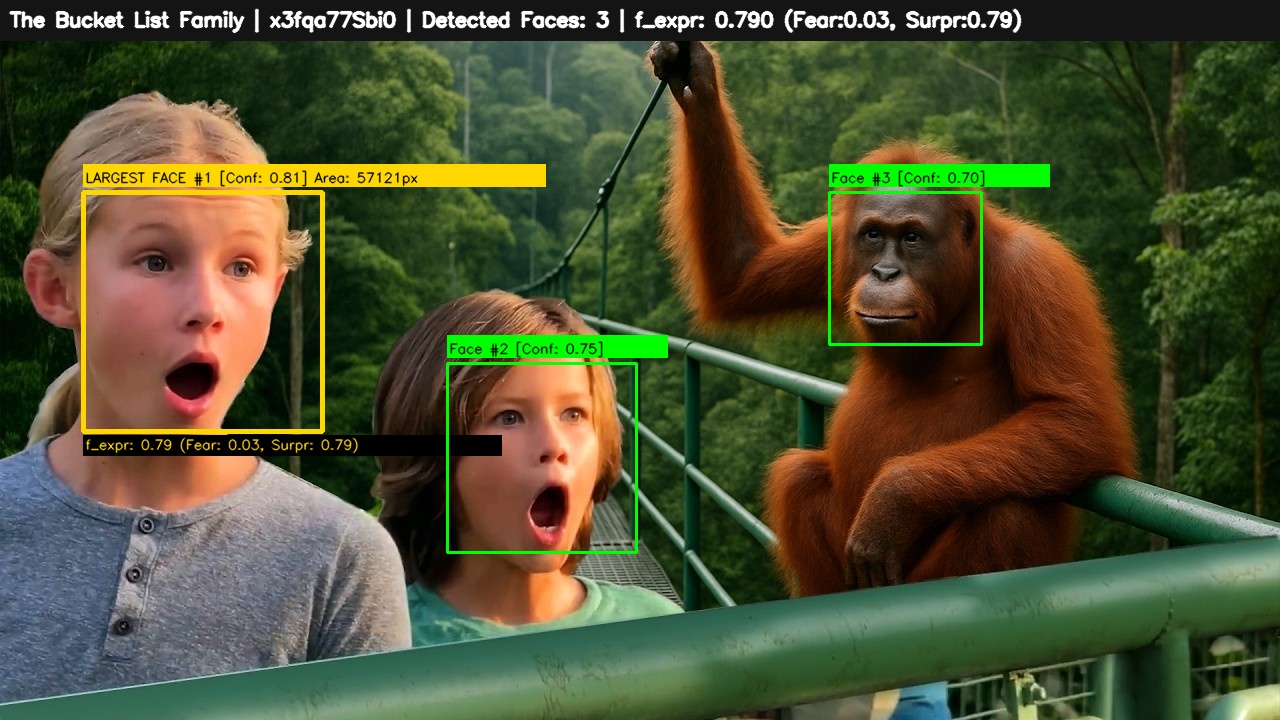 The Bucket List Family | x3fqa77Sbi0 | Detected Faces: 3 | f_expr: 0.790 (Fear:0.03, Surpr:0.79)
LARGEST FACE #1 [Conf: 0.81] Area: 57121px
Face #3 [Conf: 0.70]
Face #2 [Conf: 0.75]
f_expr: 0.79 (Fear: 0.03, Surpr: 0.79)